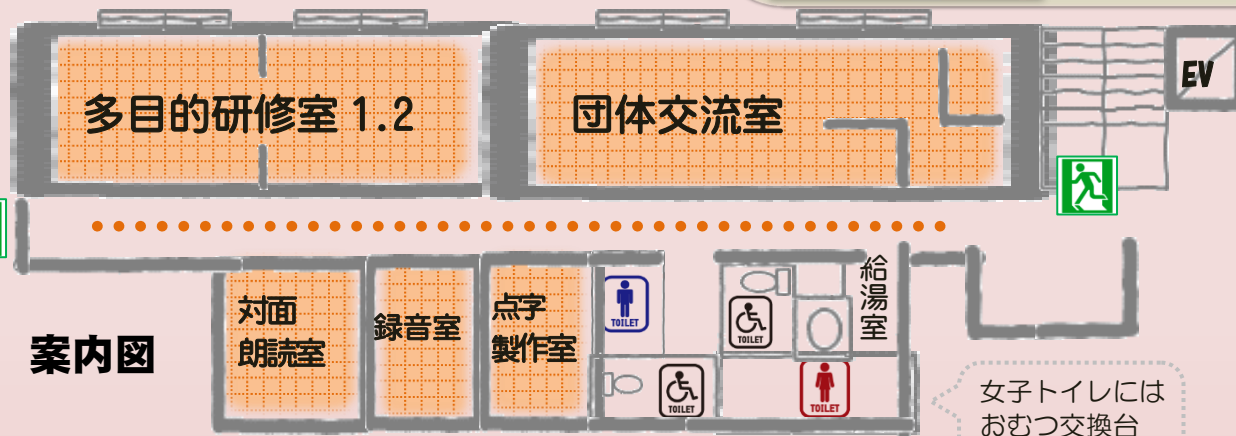 多目的研修室 1.2
団体交流室
EV
案内図
対面
朗読室
録音室
点字
製作室
TOILET
TOILET
TOILET
TOILET
給湯室
女子トイレには
おむつ交換台